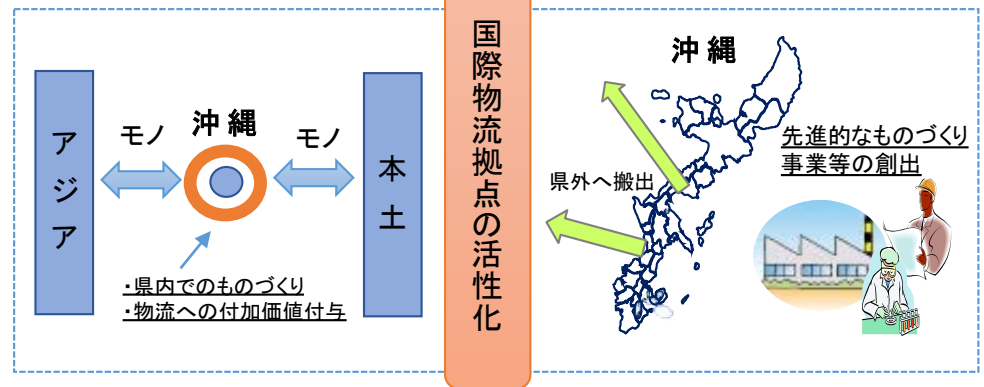 アジア
モノ
沖縄
モノ
本土
・県内でのものづくり
・物流への付加価値付与
国際物流拠点の活性化
沖縄
県外へ搬出
先進的なものづくり
事業等の創出